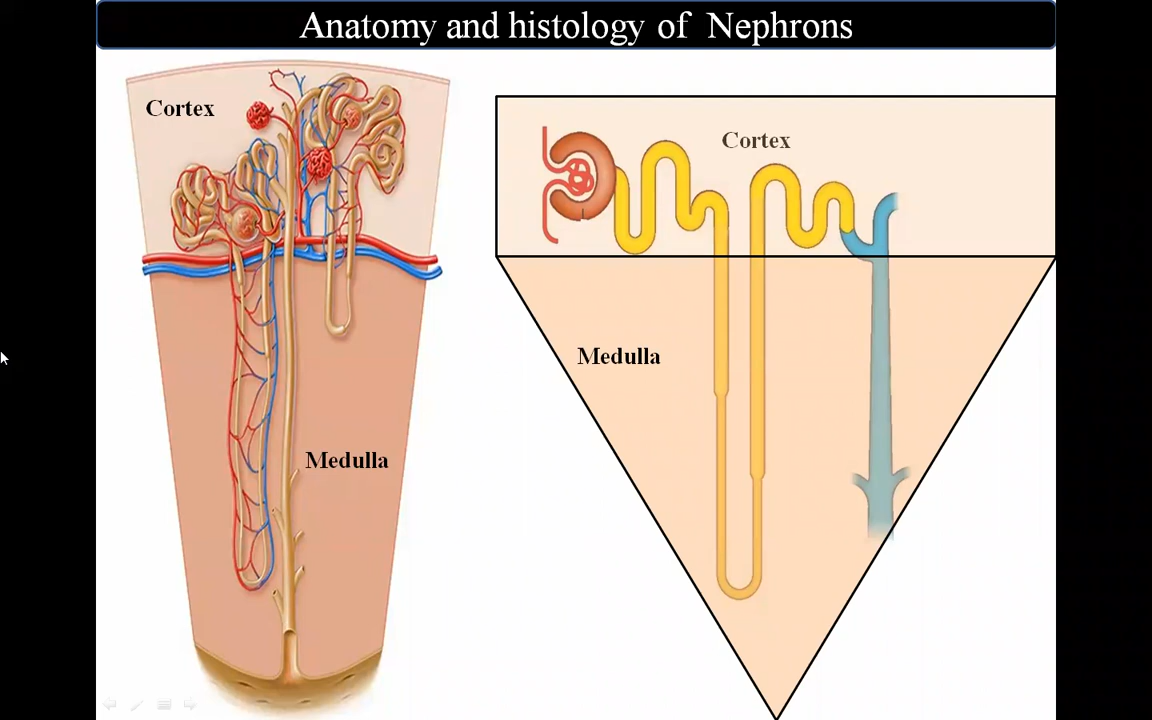 Anatomy and histology of Nephrons
Cortex
Medulla
Cortex
Medulla